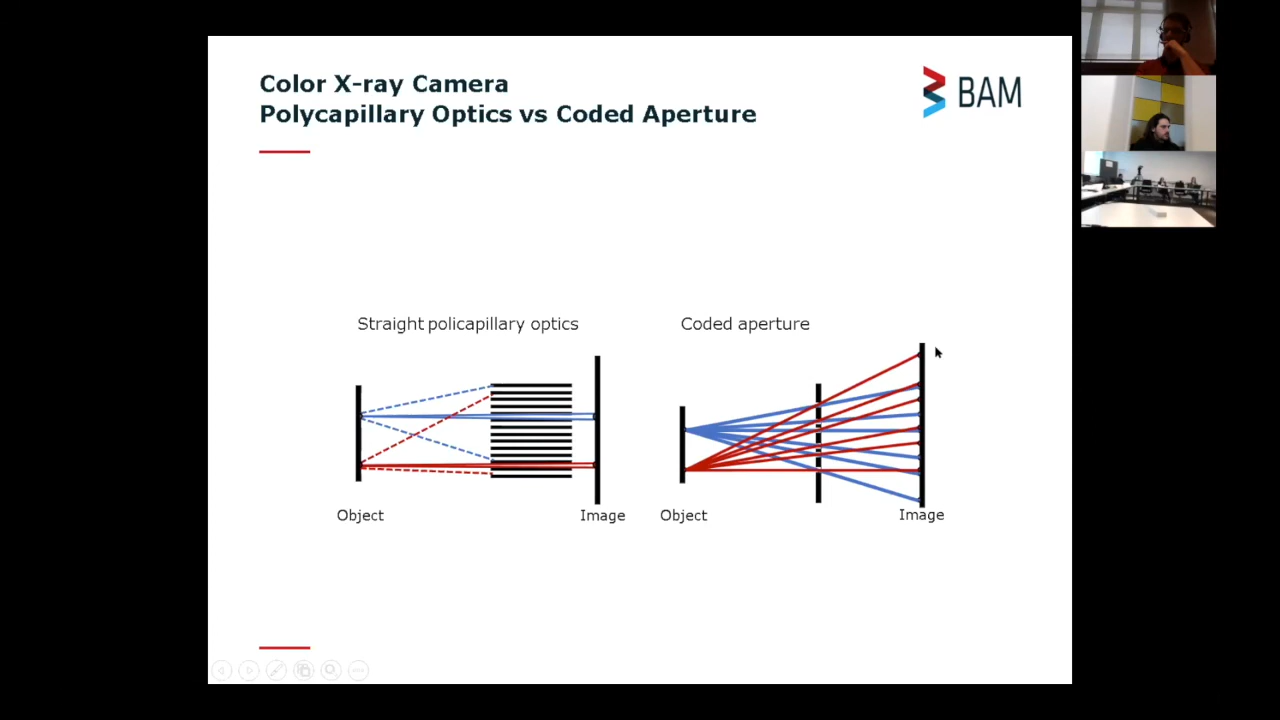 Color X-ray Camera
Polycapillary Optics vs Coded Aperture
BAM
Straight policapillary optics
Coded aperture
Object
Image
Object
Image